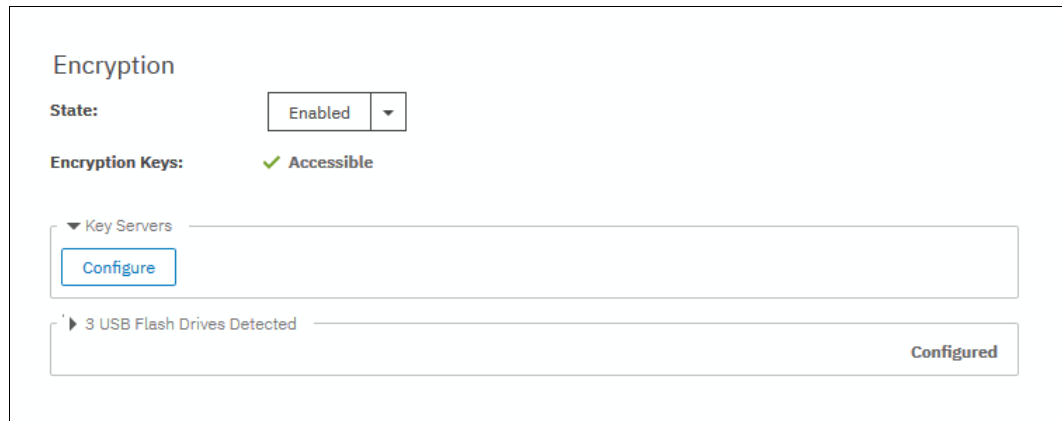 Encryption
State:
Enabled
Encryption Keys:
Accessible
Key Servers
Configure
3 USB Flash Drives Detected
Configured